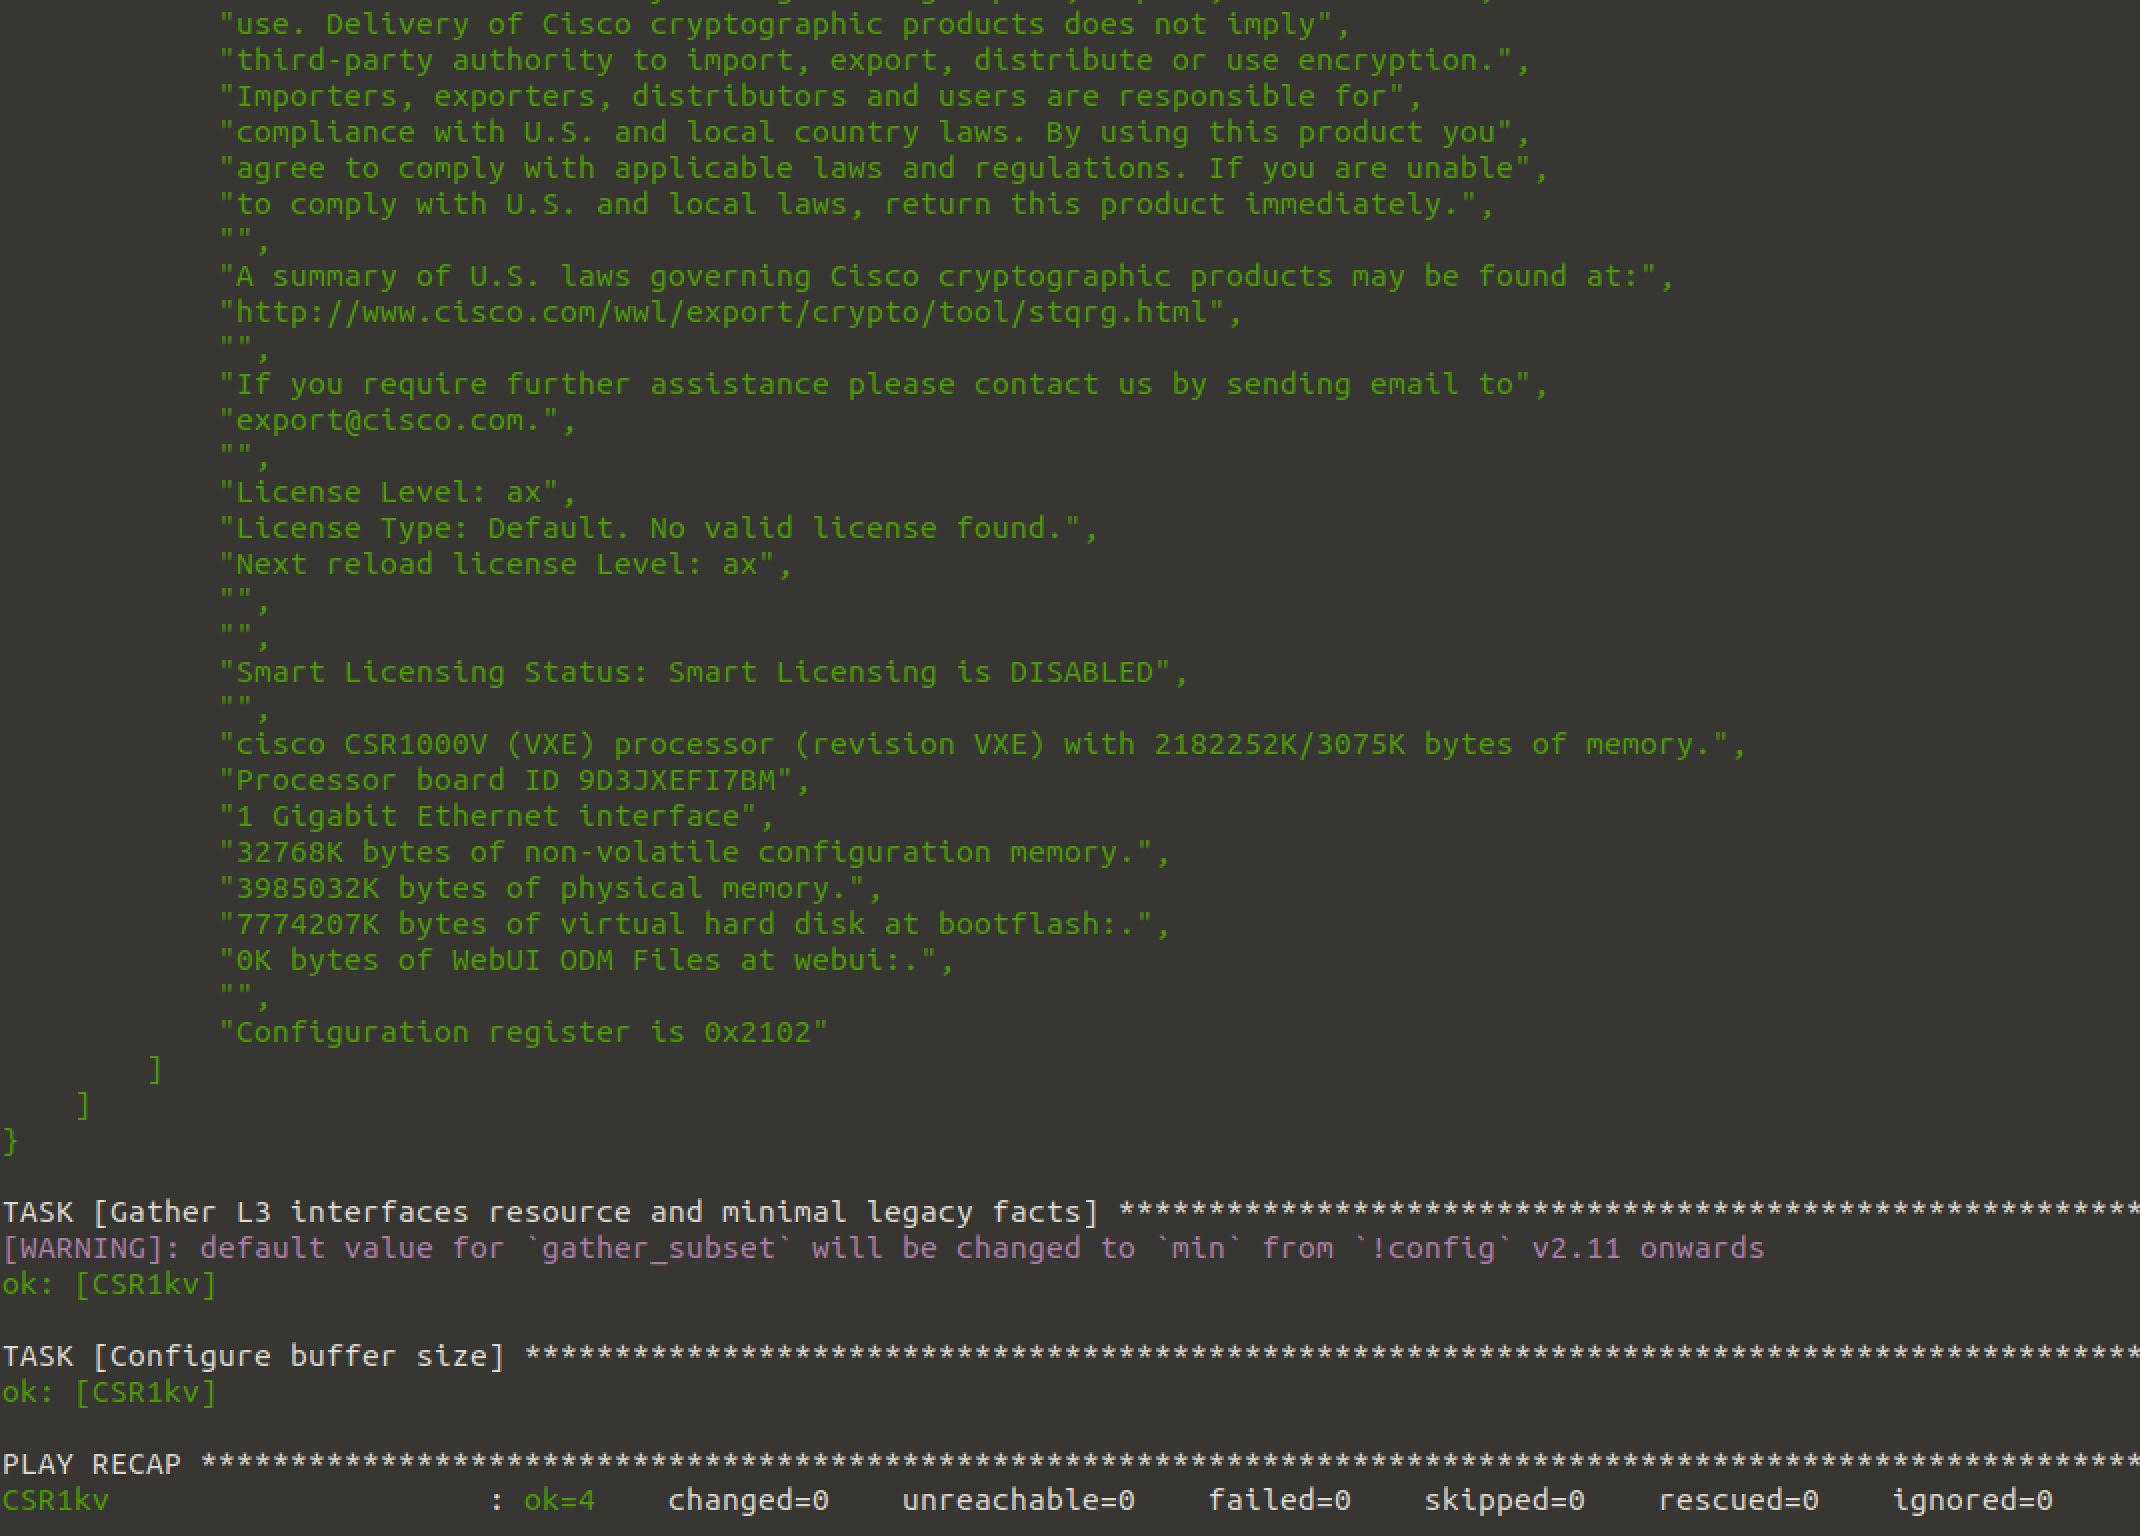 "use. Delivery of Cisco cryptographic products does not imply",
"third-party authority to import, export, distribute or use encryption.",
"Importers, exporters, distributors and users are responsible for",
"compliance with U.S. and local country laws. By using this product you",
"agree to comply with applicable laws and regulations. If you are unable",
"to comply with U.S. and local laws, return this product immediately.",
"",
"A summary of U.S. laws governing Cisco cryptographic products may be found at:",
"http://www.cisco.com/wwl/export/crypto/tool/stqrg.html",
"",
"If you require further assistance please contact us by sending email to",
"export@cisco.com.",
"",
"License Level: ax",
"License Type: Default. No valid license found.",
"Next reload license Level: ax",
"",
"",
"Smart Licensing Status: Smart Licensing is DISABLED",
"",
"cisco CSR1000V (VXE) processor (revision VXE) with 2182252K/3075K bytes of memory.",
"Processor board ID 9D3JXEFI7BM",
"1 Gigabit Ethernet interface",
"32768K bytes of non-volatile configuration memory.",
"3985032K bytes of physical memory.",
"7774207K bytes of virtual hard disk at bootflash:.",
"0K bytes of WebUI ODM Files at webui:.",
"",
"Configuration register is 0x2102"
]
]
}
TASK [Gather L3 interfaces resource and minimal legacy facts] *********************************************************
[WARNING]: default value for `gather_subset` will be changed to `min` from `!config` v2.11 onwards
ok: [CSR1kv]
TASK [Configure buffer size] ******************************************************************************************
ok: [CSR1kv]
PLAY RECAP ************************************************************************************************************
CSR1kv : ok=4 changed=0 unreachable=0 failed=0 skipped=0 rescued=0 ignored=0